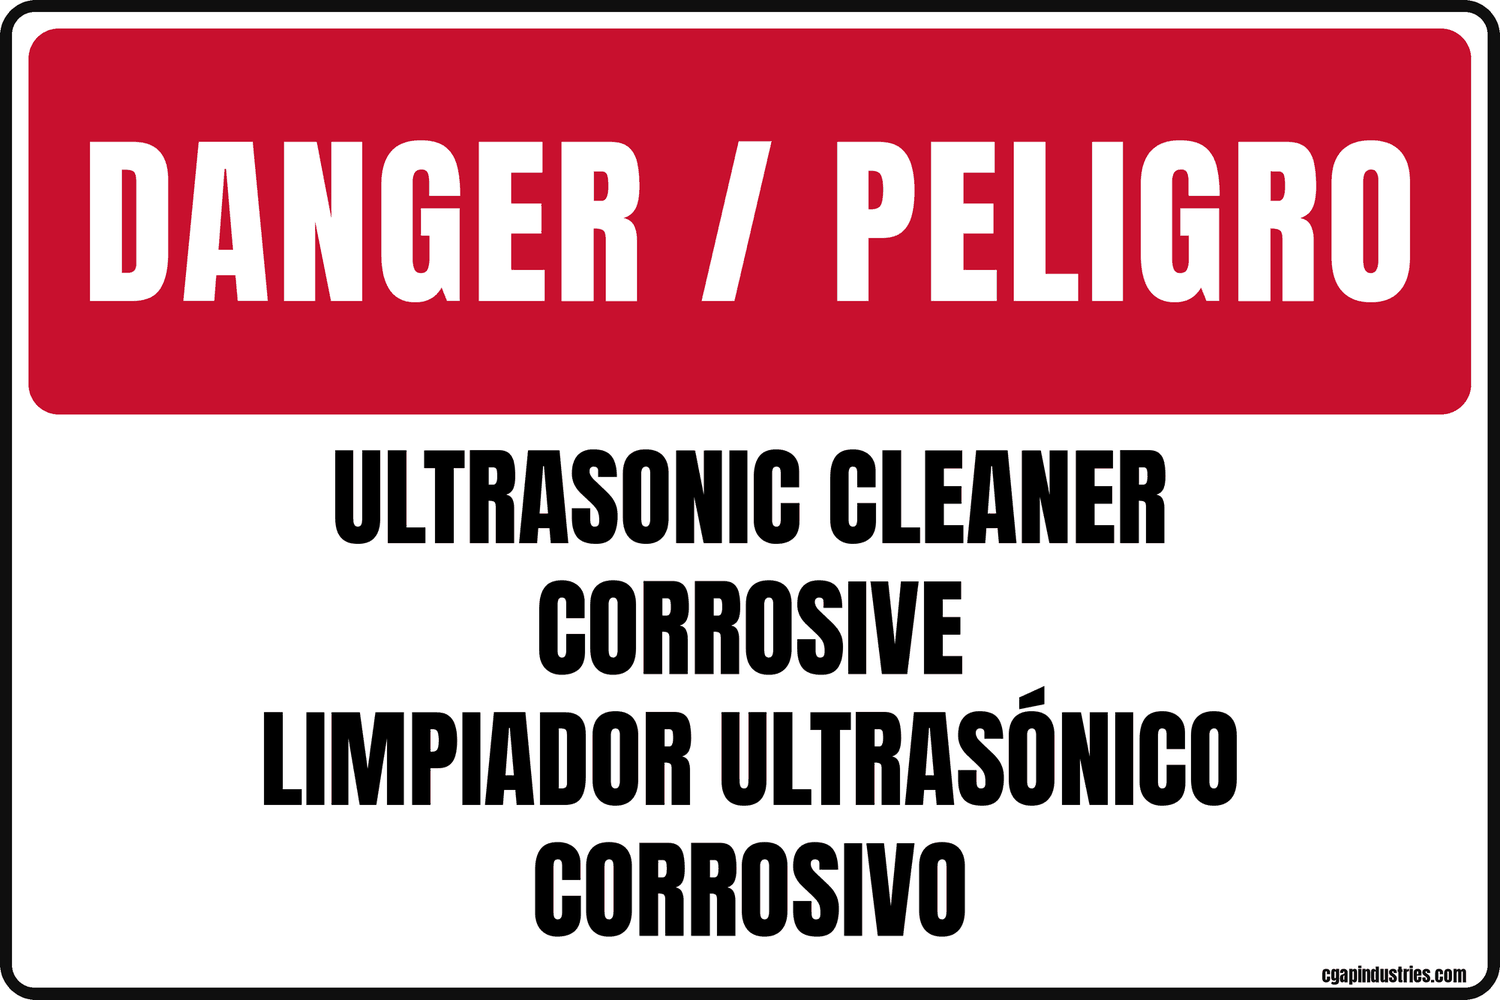 DANGER / PELIGRO
ULTRASONIC CLEANER
CORROSIVE
LIMPIADOR ULTRASÓNICO
CORROSIVO
cgapindustries.com